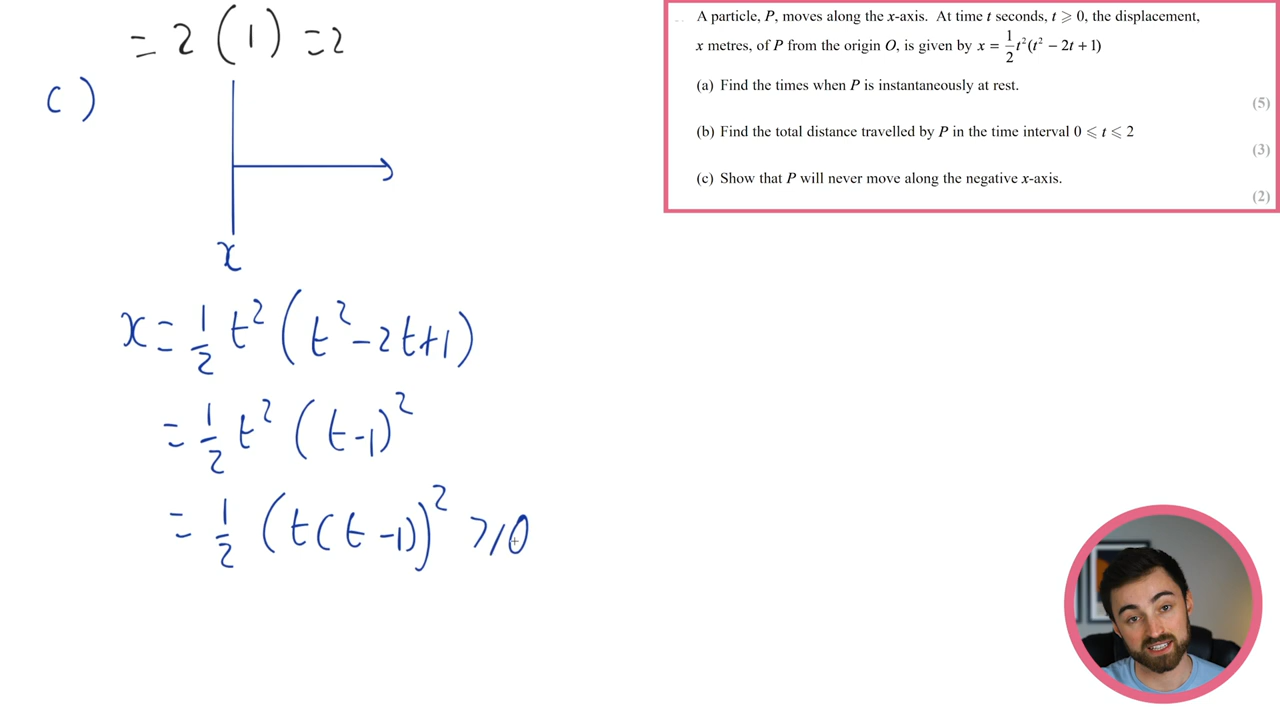 = 2 (1) = 2
c)
x
x = 1/2 t² (t² - 2t + 1)
= 1/2 t² (t - 1)²
= 1/2 (t(t - 1))² ⩾ 0
A particle, P, moves along the x-axis. At time t seconds, t ⩾ 0, the displacement,
x metres, of P from the origin O, is given by x = 1/2 t²(t² − 2t + 1)
(a) Find the times when P is instantaneously at rest.
(5)
(b) Find the total distance travelled by P in the time interval 0 ⩽ t ⩽ 2
(3)
(c) Show that P will never move along the negative x-axis.
(2)